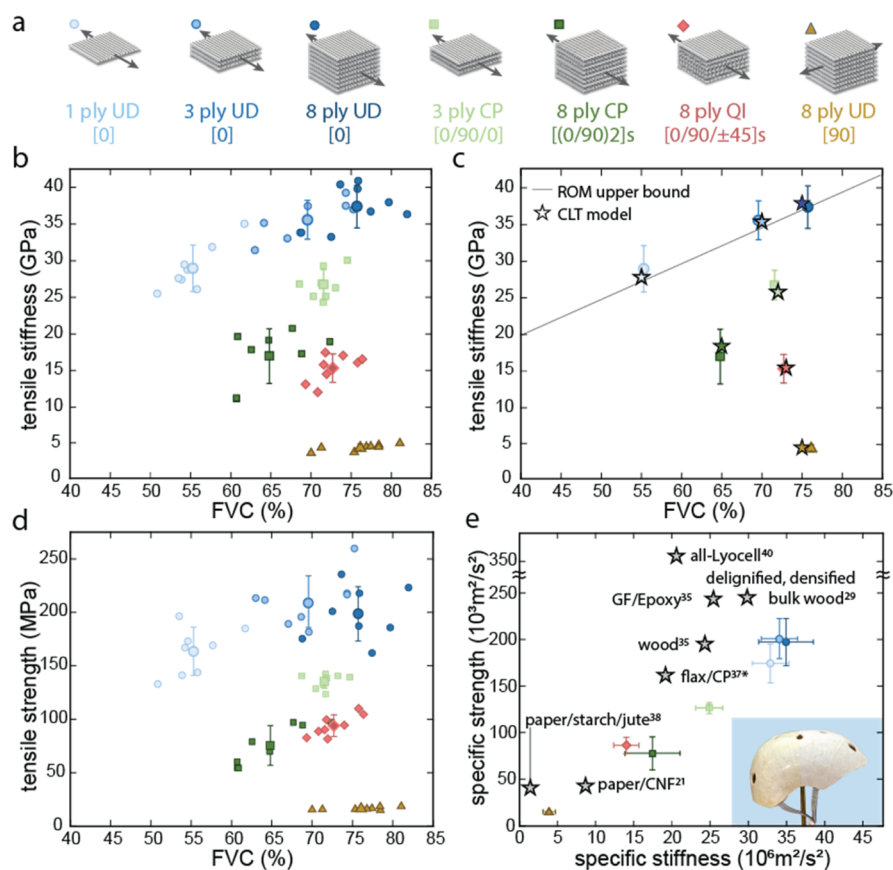 a
1 ply UD
[0]
3 ply UD
[0]
8 ply UD
[0]
3 ply CP
[0/90/0]
8 ply CP
[(0/90)2]s
8 ply QI
[0/90/±45]s
8 ply UD
[90]
b
tensile stiffness (GPa)
40
35
30
25
20
15
10
5
0
40 45 50 55 60 65 70 75 80 85
FVC (%)
c
ROM upper bound
CLT model
tensile stiffness (GPa)
40
35
30
25
20
15
10
5
0
40 45 50 55 60 65 70 75 80 85
FVC (%)
d
tensile strength (MPa)
250
200
150
100
50
0
40 45 50 55 60 65 70 75 80 85
FVC (%)
e
specific strength (10³m²/s²)
350
200
150
100
50
0
all-Lyocell⁴⁰
delignified, densified
GF/Epoxy³⁵
bulk wood²⁹
wood³⁵
flax/CP³⁷*
paper/starch/jute³⁸
paper/CNF²¹
0 5 10 15 20 25 30 35 40 45
specific stiffness (10⁶m²/s²)